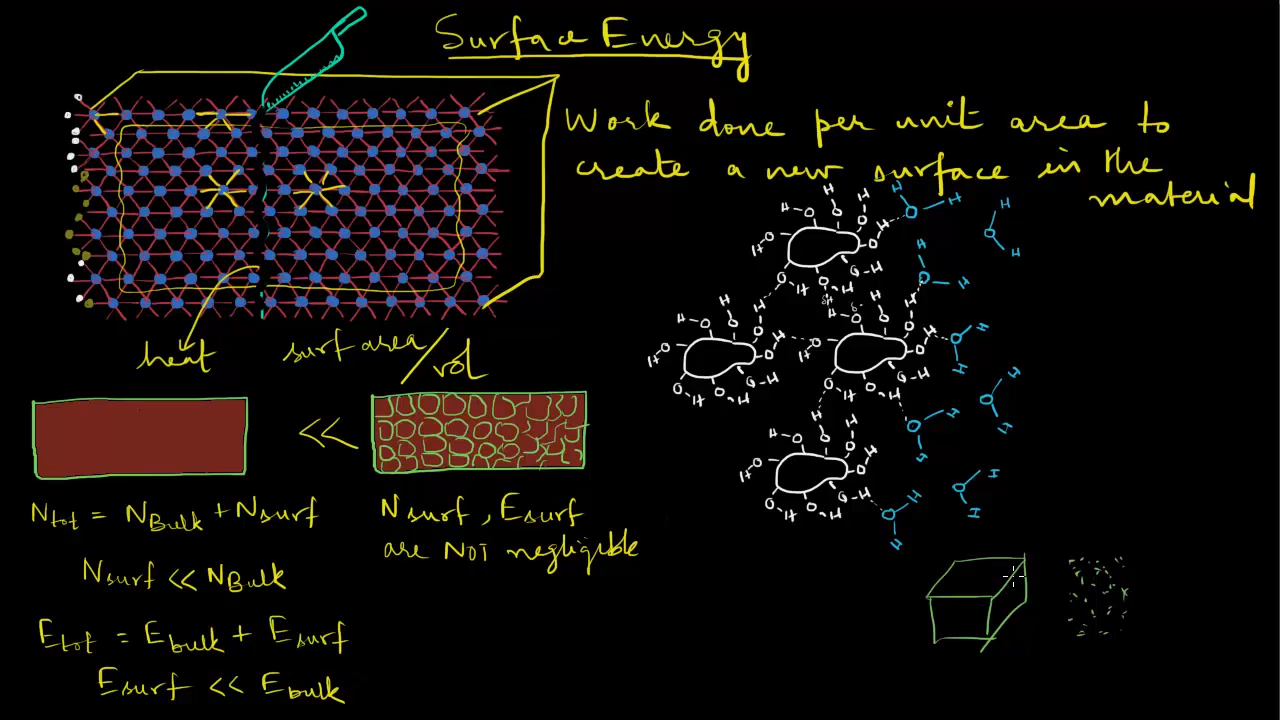 Surface Energy
Work done per unit area to
create a new surface in the
material
heat
surf area/vol
<<
Ntot = NBulk + Nsurf
Nsurf << NBulk
Etot = Ebulk + Esurf
Esurf << Ebulk
Nsurf, Esurf
are NOT negligible